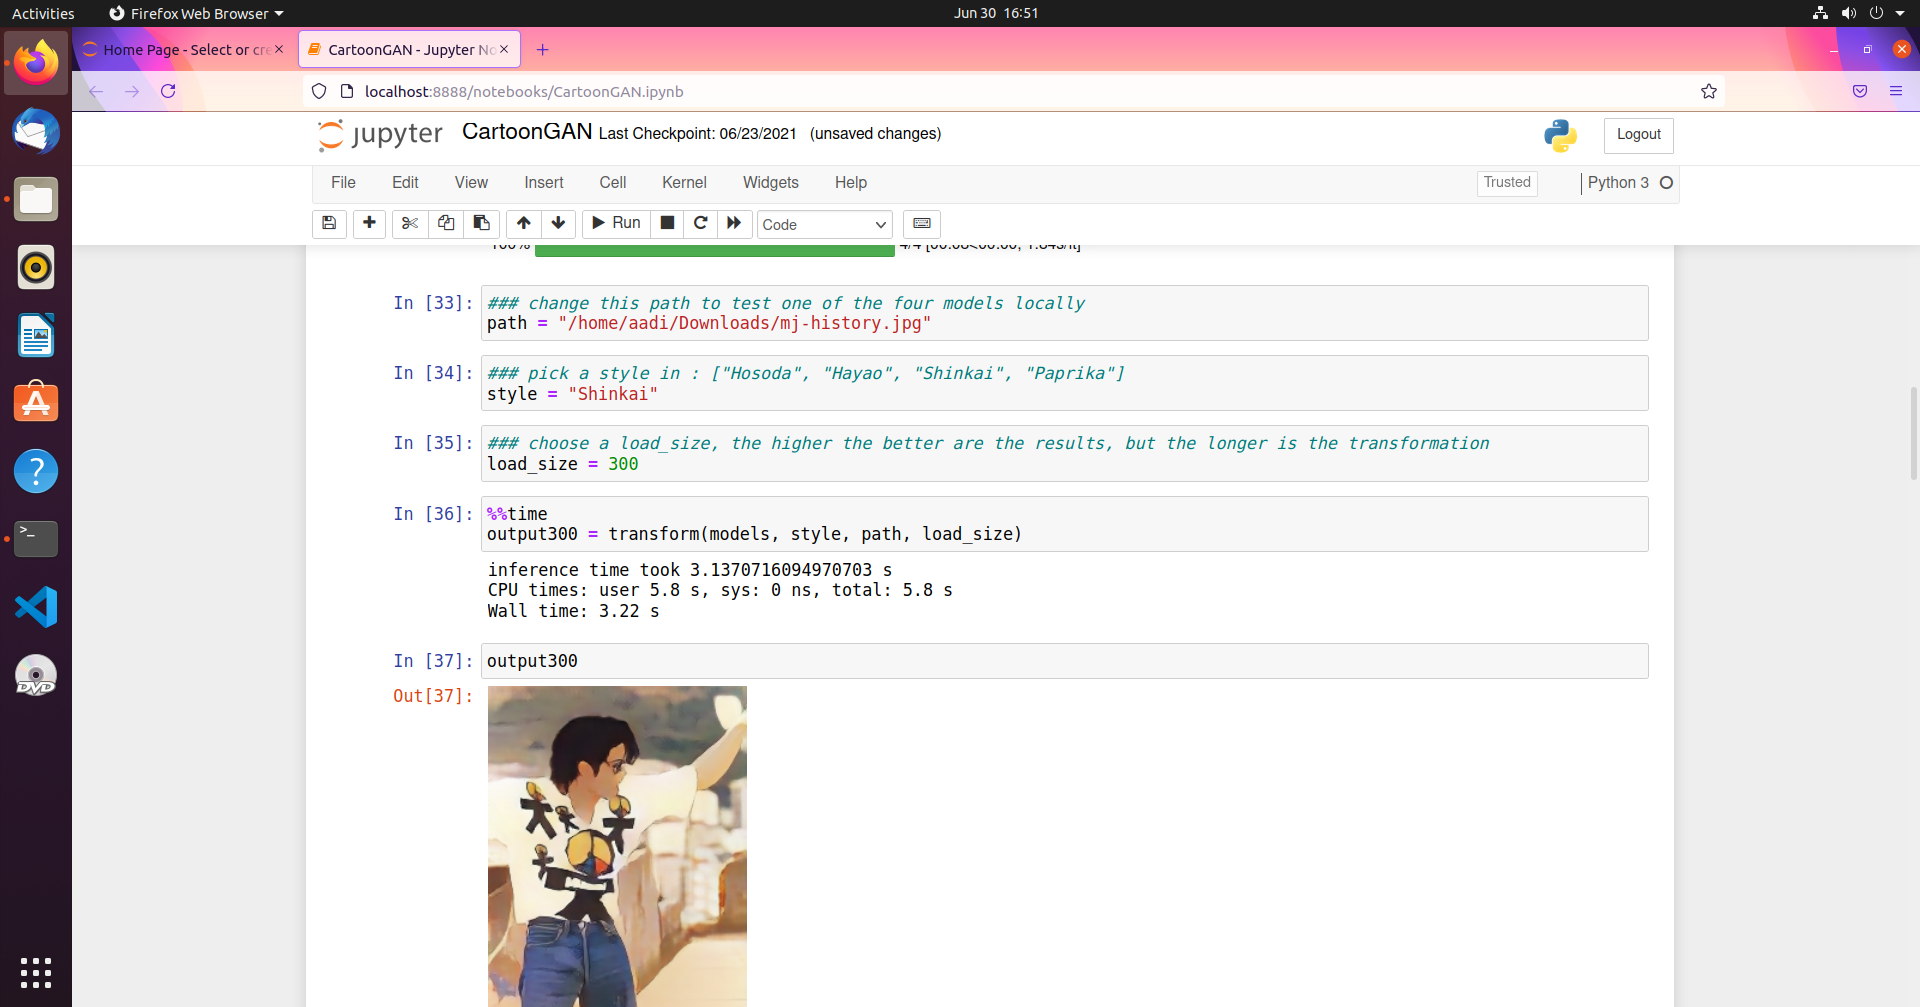 Activities
Firefox Web Browser
Jun 30 16:51
Home Page - Select or cre
CartoonGAN - Jupyter No
localhost:8888/notebooks/CartoonGAN.ipynb
jupyter
CartoonGAN Last Checkpoint: 06/23/2021 (unsaved changes)
Logout
File Edit View Insert Cell Kernel Widgets Help
Trusted
Python 3
Run
Code
In [33]:
### change this path to test one of the four models locally
path = "/home/aadi/Downloads/mj-history.jpg"
In [34]:
### pick a style in : ["Hosoda", "Hayao", "Shinkai", "Paprika"]
style = "Shinkai"
In [35]:
### choose a load_size, the higher the better are the results, but the longer is the transformation
load_size = 300
In [36]:
%%time
output300 = transform(models, style, path, load_size)
inference time took 3.1370716094970703 s
CPU times: user 5.8 s, sys: 0 ns, total: 5.8 s
Wall time: 3.22 s
In [37]:
output300
Out[37]:
DVD